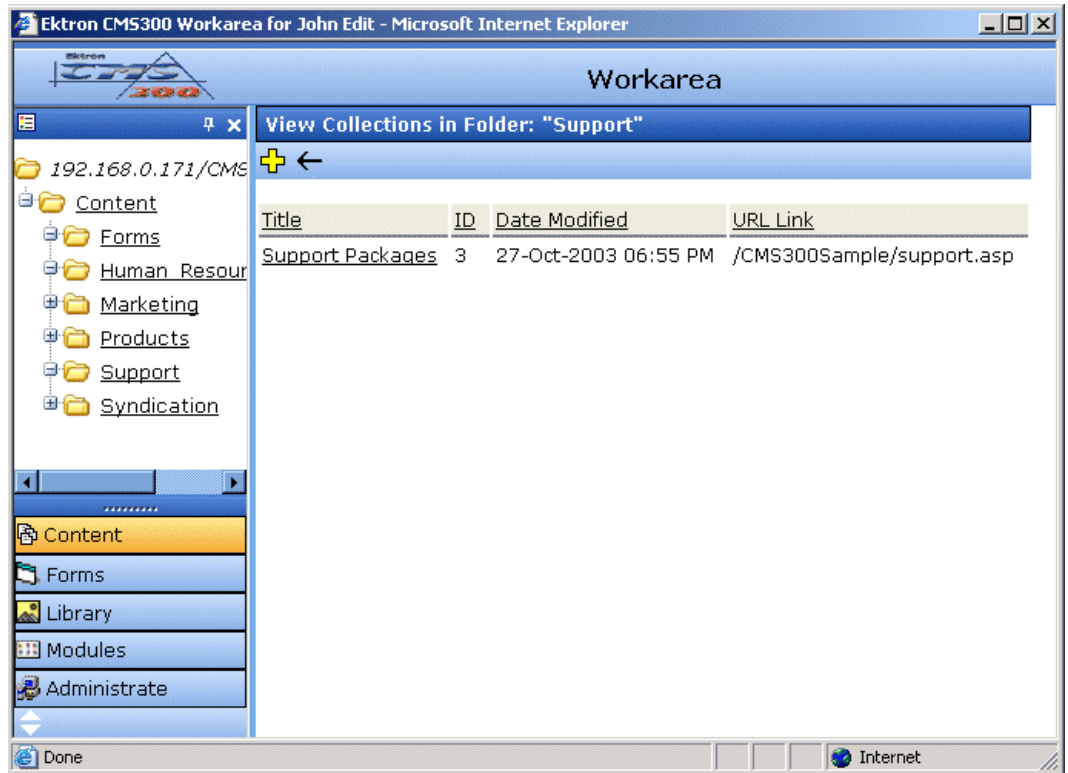 Ektron CMS300 Workarea for John Edit - Microsoft Internet Explorer
Ektron
CMS
300
Workarea
View Collections in Folder: "Support"
192.168.0.171/CMS
Content
Forms
Human Resour
Marketing
Products
Support
Syndication
Title ID Date Modified URL Link
Support Packages 3 27-Oct-2003 06:55 PM /CMS300Sample/support.asp
Content
Forms
Library
Modules
Administrate
Done
Internet